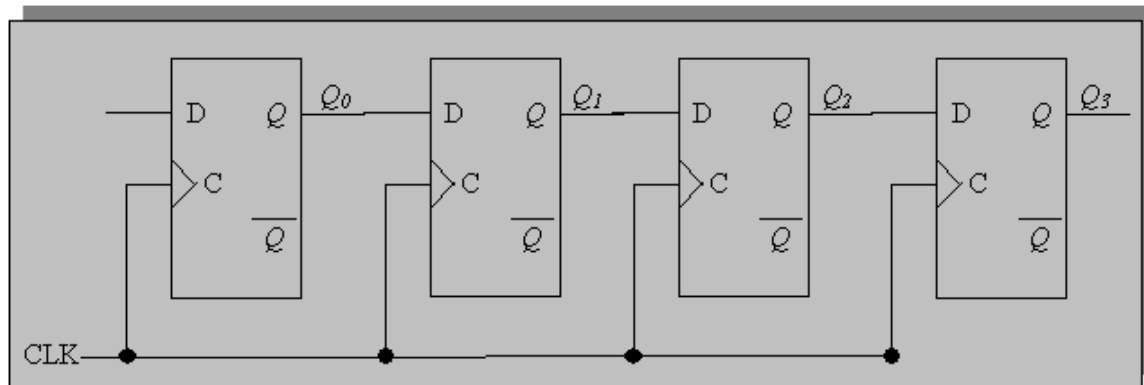 Q0 Q1 Q2 Q3
D Q D Q D Q D Q
C C C C
Q̅ Q̅ Q̅ Q̅
CLK